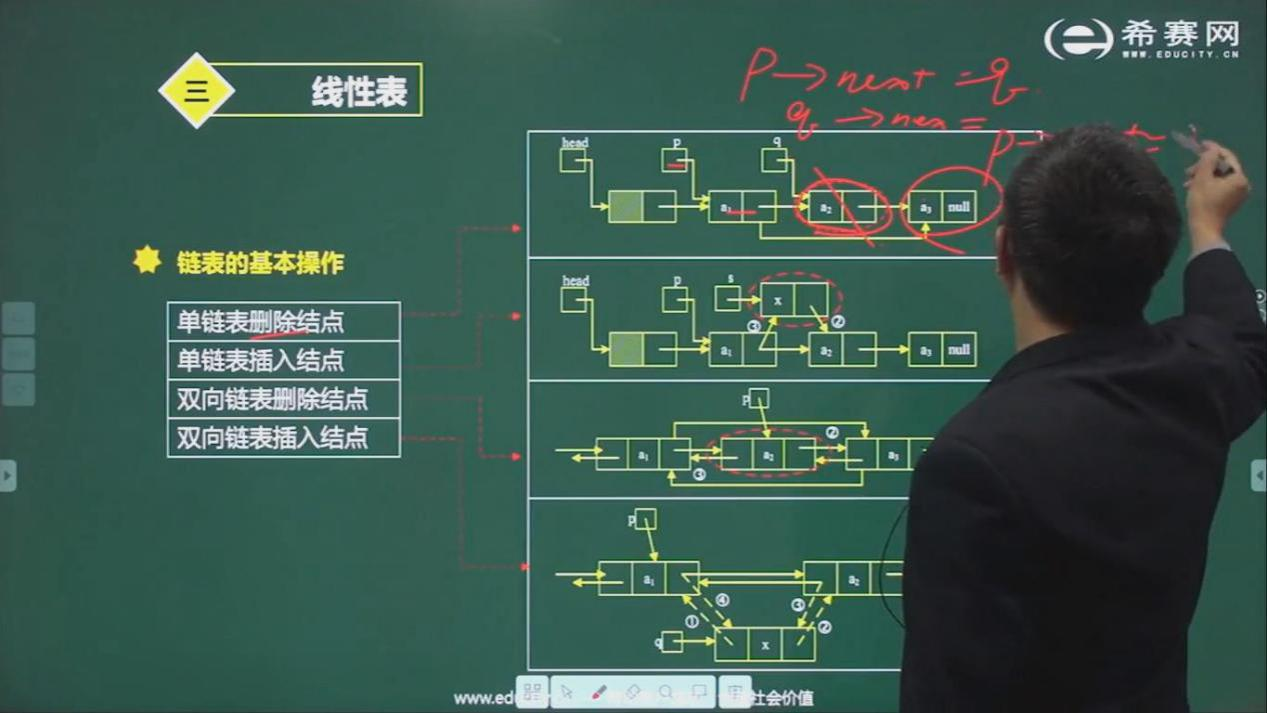 希赛网
WWW.EDUCITY.CN
三 线性表
P→next=q
q→nex=
P→
head p q
a₁ a₂ a₃ null
链表的基本操作
head p s
x
③ ②
a₁ a₂ a₃ null
单链表删除结点
单链表插入结点
双向链表删除结点
双向链表插入结点
p
②
a₁ a₂ a₃
③
p
a₁ a₂
④ ③
① ②
q x
www.edu
社会价值